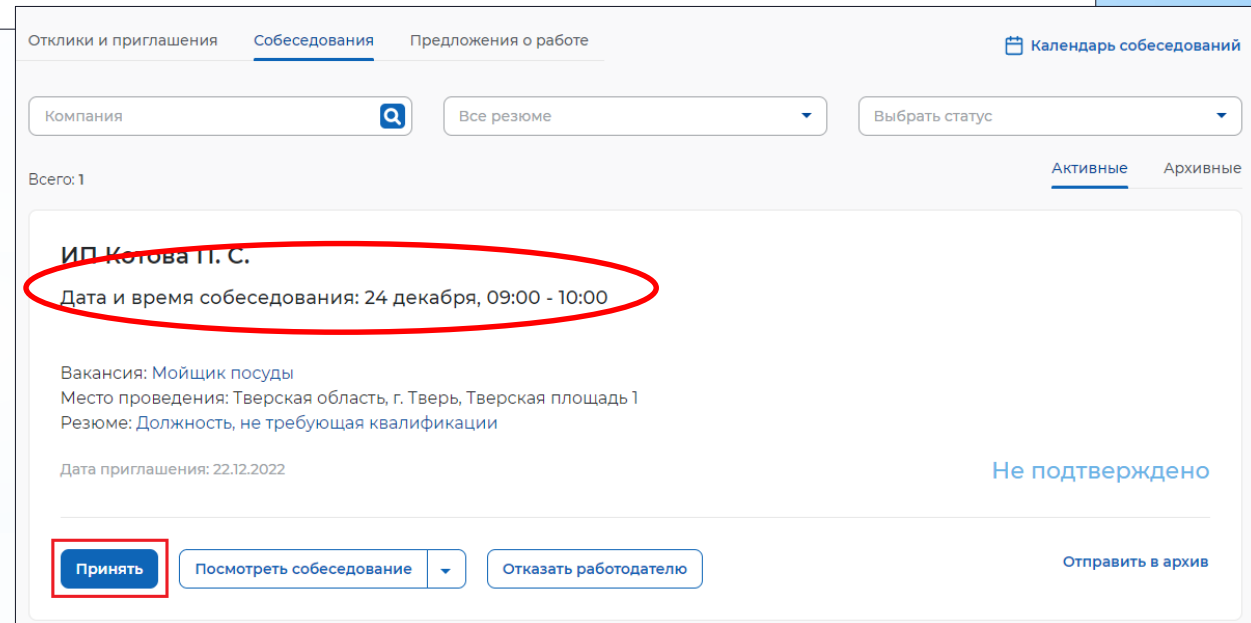 Отклики и приглашения Собеседования Предложения о работе Календарь собеседований
Компания Все резюме Выбрать статус
Всего: 1 Активные Архивные
ИП Котова П. С.
Дата и время собеседования: 24 декабря, 09:00 - 10:00
Вакансия: Мойщик посуды
Место проведения: Тверская область, г. Тверь, Тверская площадь 1
Резюме: Должность, не требующая квалификации
Дата приглашения: 22.12.2022 Не подтверждено
Принять Посмотреть собеседование Отказать работодателю Отправить в архив